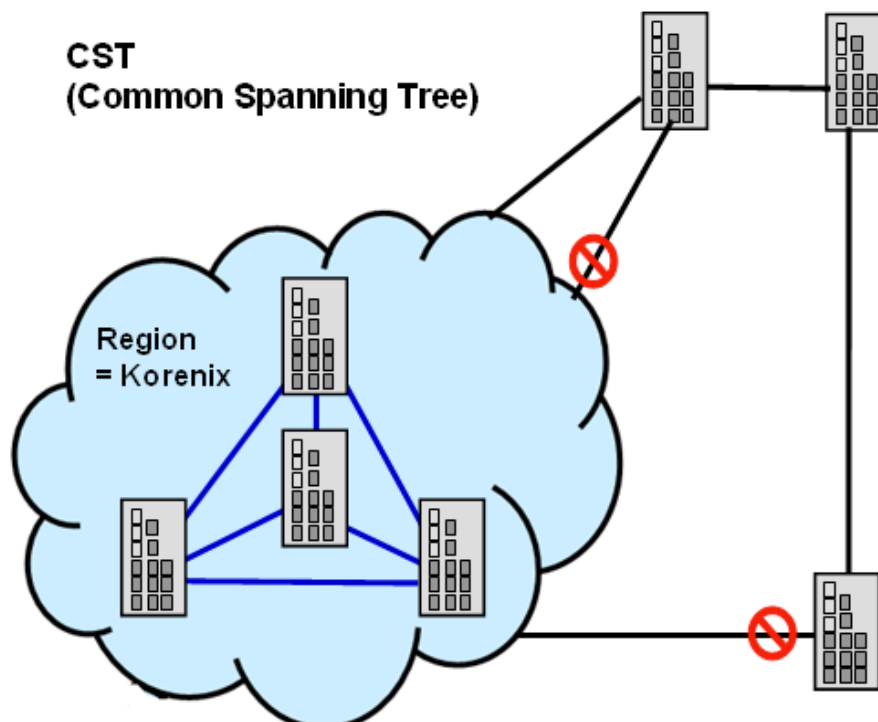 CST
(Common Spanning Tree)
Region
= Korenix